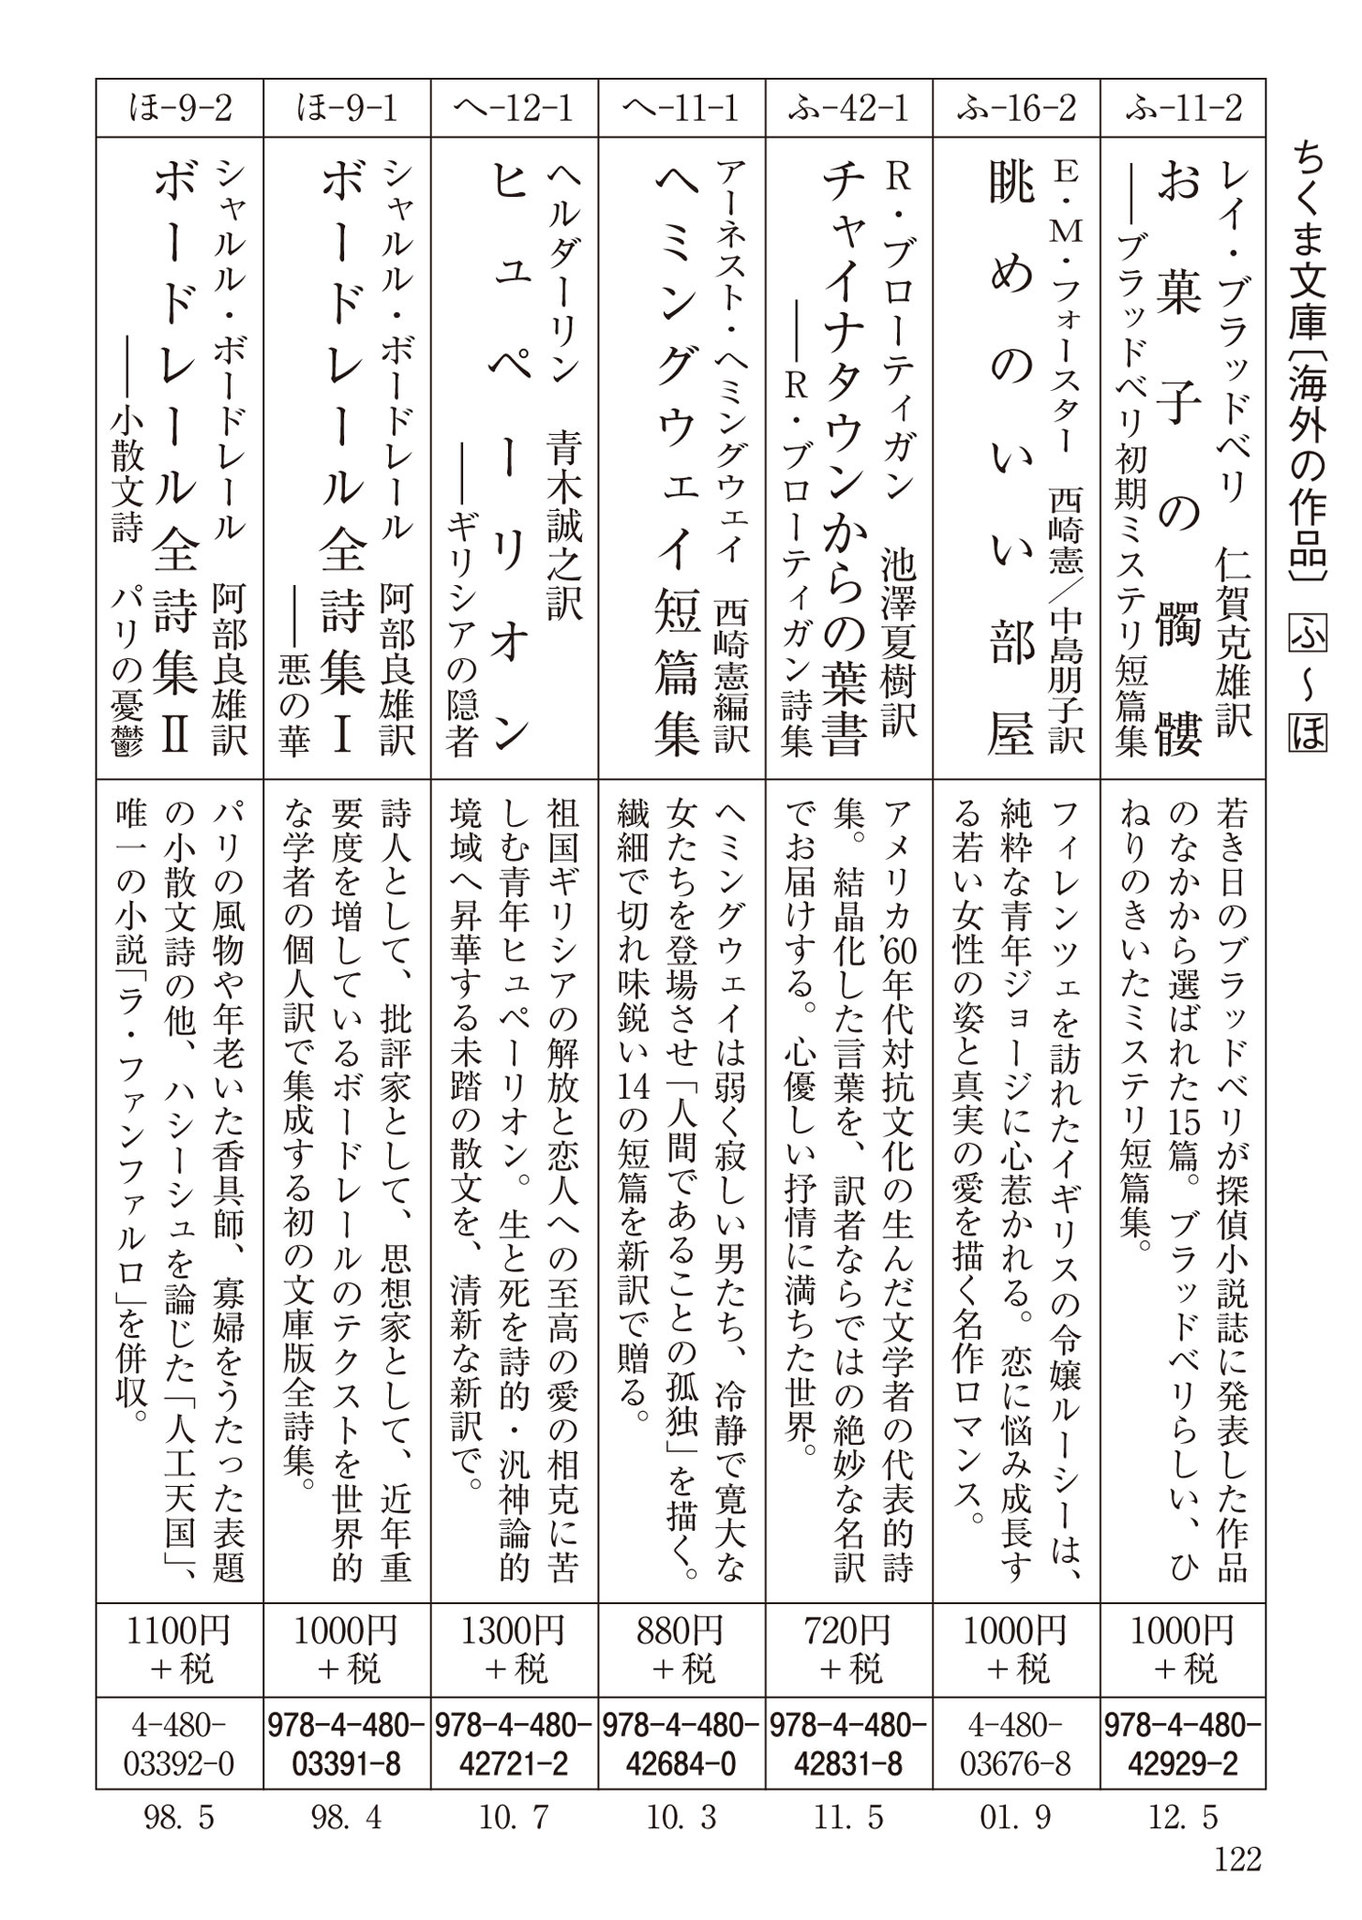 ちくま文庫〔海外の作品〕 ふ〜ほ
ふ-11-2
レイ・ブラッドベリ 仁賀克雄訳
お菓子の髑髏
――ブラッドベリ初期ミステリ短篇集
若き日のブラッドベリが探偵小説誌に発表した作品
のなかから選ばれた15篇。ブラッドベリらしい、ひ
ねりのきいたミステリ短篇集。
1000円
+税
978-4-480-
42929-2
12. 5
ふ-16-2
E・M・フォースター 西崎憲/中島朋子訳
眺めのいい部屋
フィレンツェを訪れたイギリスの令嬢ルーシーは、
純粋な青年ジョージに心惹かれる。恋に悩み成長す
る若い女性の姿と真実の愛を描く名作ロマンス。
1000円
+税
4-480-
03676-8
01. 9
ふ-42-1
R・ブローティガン 池澤夏樹訳
チャイナタウンからの葉書
――R・ブローティガン詩集
アメリカ'60年代対抗文化の生んだ文学者の代表的詩
集。結晶化した言葉を、訳者ならではの絶妙な名訳
でお届けする。心優しい抒情に満ちた世界。
720円
+税
978-4-480-
42831-8
11. 5
へ-11-1
アーネスト・ヘミングウェイ 西崎憲編訳
ヘミングウェイ短篇集
ヘミングウェイは弱く寂しい男たち、冷静で寛大な
女たちを登場させ「人間であることの孤独」を描く。
繊細で切れ味鋭い14の短篇を新訳で贈る。
880円
+税
978-4-480-
42684-0
10. 3
へ-12-1
ヘルダーリン 青木誠之訳
ヒュペーリオン
――ギリシアの隠者
祖国ギリシアの解放と恋人への至高の愛の相克に苦
しむ青年ヒュペーリオン。生と死を詩的・汎神論的
境域へ昇華する未踏の散文を、清新な新訳で。
1300円
+税
978-4-480-
42721-2
10. 7
ほ-9-1
シャルル・ボードレール 阿部良雄訳
ボードレール全詩集Ⅰ
――悪の華
詩人として、批評家として、思想家として、近年重
要度を増しているボードレールのテクストを世界的
な学者の個人訳で集成する初の文庫版全詩集。
1000円
+税
978-4-480-
03391-8
98. 4
ほ-9-2
シャルル・ボードレール 阿部良雄訳
ボードレール全詩集Ⅱ
――小散文詩 パリの憂鬱
パリの風物や年老いた香具師、寡婦をうたった表題
の小散文詩の他、ハシーシュを論じた「人工天国」、
唯一の小説「ラ・ファンファルロ」を併収。
1100円
+税
4-480-
03392-0
98. 5
122